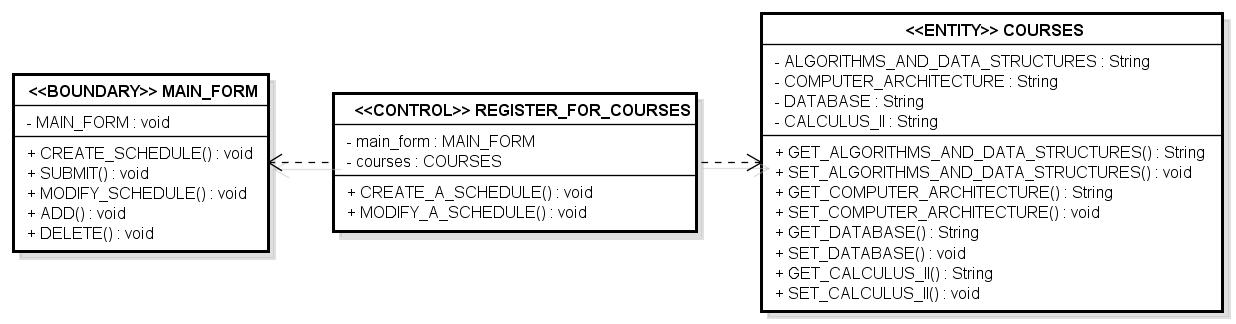 <<BOUNDARY>> MAIN_FORM
- MAIN_FORM : void
+ CREATE_SCHEDULE() : void
+ SUBMIT() : void
+ MODIFY_SCHEDULE() : void
+ ADD() : void
+ DELETE() : void
<<CONTROL>> REGISTER_FOR_COURSES
- main_form : MAIN_FORM
- courses : COURSES
+ CREATE_A_SCHEDULE() : void
+ MODIFY_A_SCHEDULE() : void
<<ENTITY>> COURSES
- ALGORITHMS_AND_DATA_STRUCTURES : String
- COMPUTER_ARCHITECTURE : String
- DATABASE : String
- CALCULUS_II : String
+ GET_ALGORITHMS_AND_DATA_STRUCTURES() : String
+ SET_ALGORITHMS_AND_DATA_STRUCTURES() : void
+ GET_COMPUTER_ARCHITECTURE() : String
+ SET_COMPUTER_ARCHITECTURE() : void
+ GET_DATABASE() : String
+ SET_DATABASE() : void
+ GET_CALCULUS_II() : String
+ SET_CALCULUS_II() : void